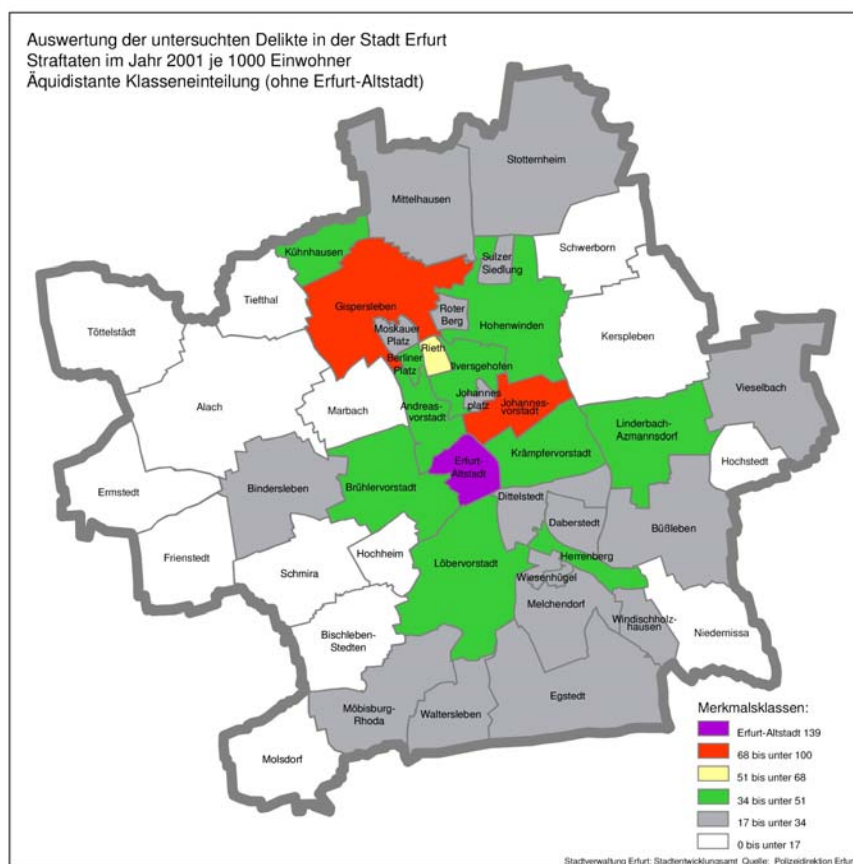 Auswertung der untersuchten Delikte in der Stadt Erfurt
Straftaten im Jahr 2001 je 1000 Einwohner
Äquidistante Klasseneinteilung (ohne Erfurt-Altstadt)
Stotternheim
Mittelhausen
Schwerborn
Kühnhausen
Sulzer
Siedlung
Tiefthal
Gispersleben
Roter
Berg
Töttelstädt
Moskauer
Platz
Hohenwinden
Kerspleben
Rieth
Berliner
Platz
Ilversgehofen
Vieselbach
Alach
Marbach
Andreas-
vorstadt
Johannes
platz
Johannes-
vorstadt
Linderbach-
Azmannsdorf
Erfurt-
Altstadt
Krämpfervorstadt
Hochstedt
Ermstedt
Bindersleben
Brühlervorstadt
Dittelstedt
Daberstedt
Büßleben
Frienstedt
Hochheim
Herrenberg
Schmira
Löbervorstadt
Wiesenhügel
Melchendorf
Bischleben-
Stedten
Windischholz-
hausen
Niedernissa
Egstedt
Möbisburg-
Rhoda
Waltersleben
Molsdorf
Merkmalsklassen:
Erfurt-Altstadt 139
68 bis unter 100
51 bis unter 68
34 bis unter 51
17 bis unter 34
0 bis unter 17
Stadtverwaltung Erfurt; Stadtentwicklungsamt Quelle: Polizeidirektion Erfur